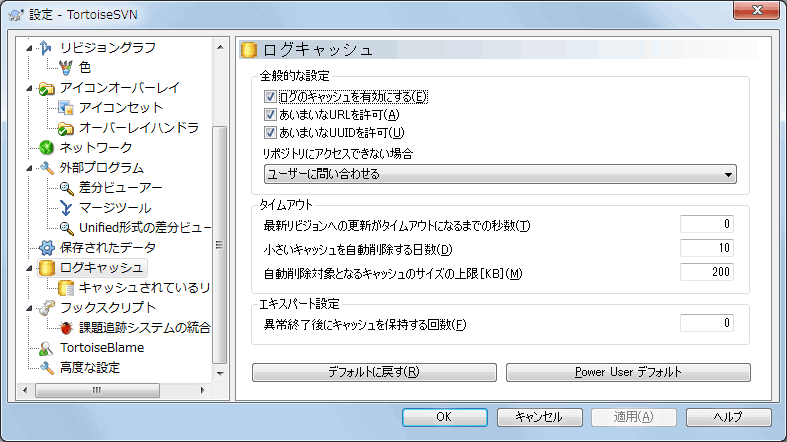 設定 - TortoiseSVN
リビジョングラフ
色
アイコンオーバーレイ
アイコンセット
オーバーレイハンドラ
ネットワーク
外部プログラム
差分ビューアー
マージツール
Unified形式の差分ビュー
保存されたデータ
ログキャッシュ
キャッシュされているリ
フックスクリプト
課題追跡システムの統合
TortoiseBlame
高度な設定
ログキャッシュ
全般的な設定
ログのキャッシュを有効にする(E)
あいまいなURLを許可(A)
あいまいなUUIDを許可(U)
リポジトリにアクセスできない場合
ユーザーに問い合わせる
タイムアウト
最新リビジョンへの更新がタイムアウトになるまでの秒数(T) 0
小さいキャッシュを自動削除する日数(D) 10
自動削除対象となるキャッシュのサイズの上限[KB](M) 200
エキスパート設定
異常終了後にキャッシュを保持する回数(F) 0
デフォルトに戻す(R) Power User デフォルト
OK キャンセル 適用(A) ヘルプ